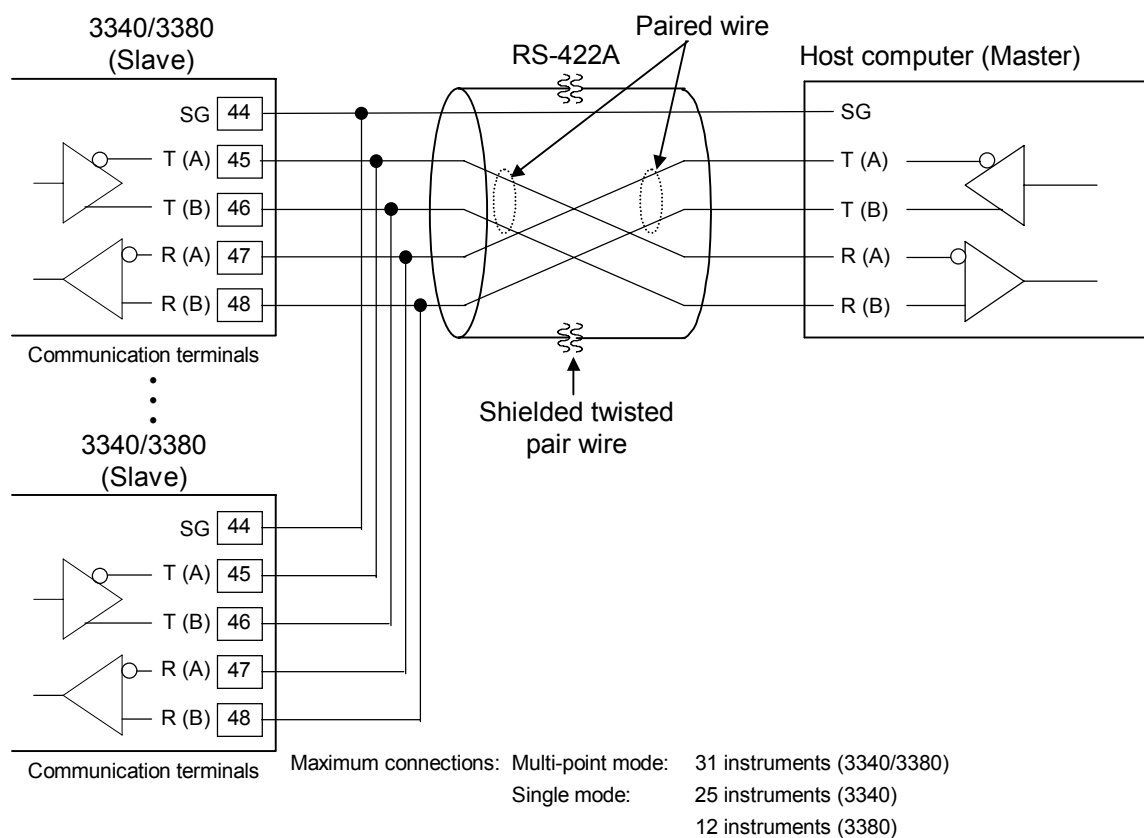 3340/3380
(Slave)
Paired wire
RS-422A
Host computer (Master)
SG 44
T (A) 45
T (B) 46
R (A) 47
R (B) 48
SG
T (A)
T (B)
R (A)
R (B)
Communication terminals
Shielded twisted
pair wire
3340/3380
(Slave)
SG 44
T (A) 45
T (B) 46
R (A) 47
R (B) 48
Communication terminals
Maximum connections: Multi-point mode: 31 instruments (3340/3380)
Single mode: 25 instruments (3340)
12 instruments (3380)